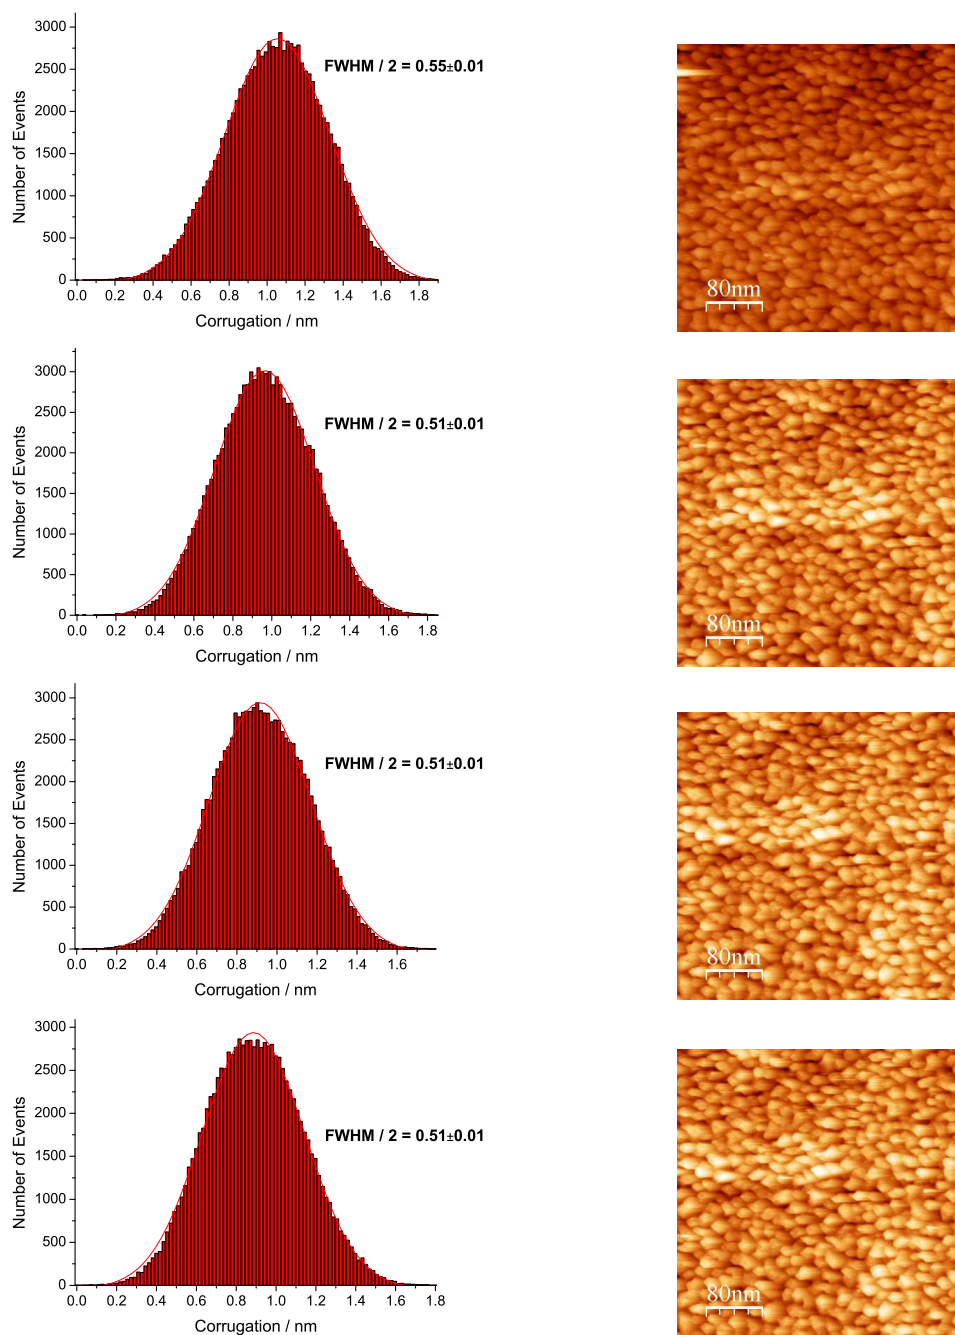 3000
2500
2000
1500
1000
500
0
Number of Events
FWHM / 2 = 0.55±0.01
0.0 0.2 0.4 0.6 0.8 1.0 1.2 1.4 1.6 1.8
Corrugation / nm
80nm
3000
2500
2000
1500
1000
500
0
Number of Events
FWHM / 2 = 0.51±0.01
0.0 0.2 0.4 0.6 0.8 1.0 1.2 1.4 1.6 1.8
Corrugation / nm
80nm
3000
2500
2000
1500
1000
500
0
Number of Events
FWHM / 2 = 0.51±0.01
0.0 0.2 0.4 0.6 0.8 1.0 1.2 1.4 1.6
Corrugation / nm
80nm
3000
2500
2000
1500
1000
500
0
Number of Events
FWHM / 2 = 0.51±0.01
0.0 0.2 0.4 0.6 0.8 1.0 1.2 1.4 1.6 1.8
Corrugation / nm
80nm